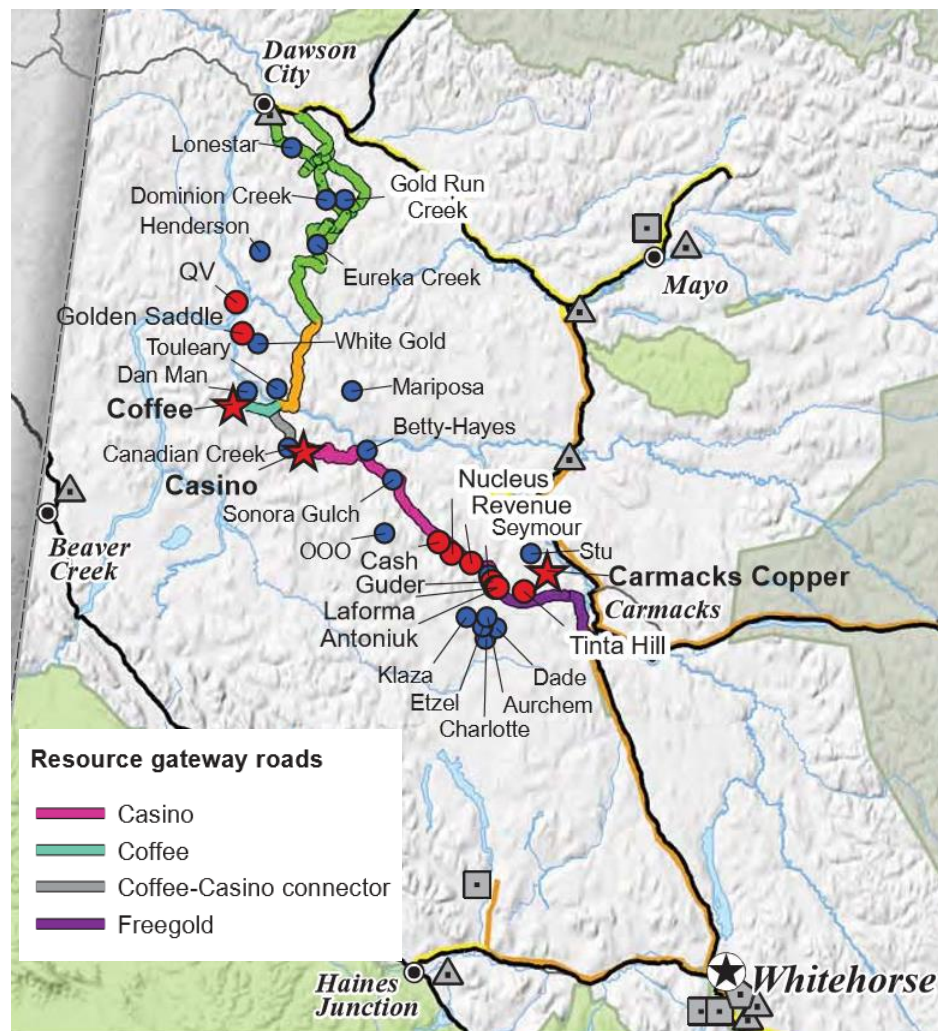 Dawson
City
Lonestar
Dominion Creek
Gold Run
Creek
Henderson
Eureka Creek
QV
Mayo
Golden Saddle
Touleary
White Gold
Dan Man
Mariposa
Coffee
Betty-Hayes
Canadian Creek
Casino
Nucleus
Sonora Gulch
Revenue
Seymour
OOO
Stu
Beaver
Creek
Cash
Guder
Carmacks Copper
Laforma
Carmacks
Antoniuk
Tinta Hill
Klaza
Dade
Etzel
Aurchem
Charlotte
Resource gateway roads
Casino
Coffee
Coffee-Casino connector
Freegold
Haines
Junction
Whitehorse